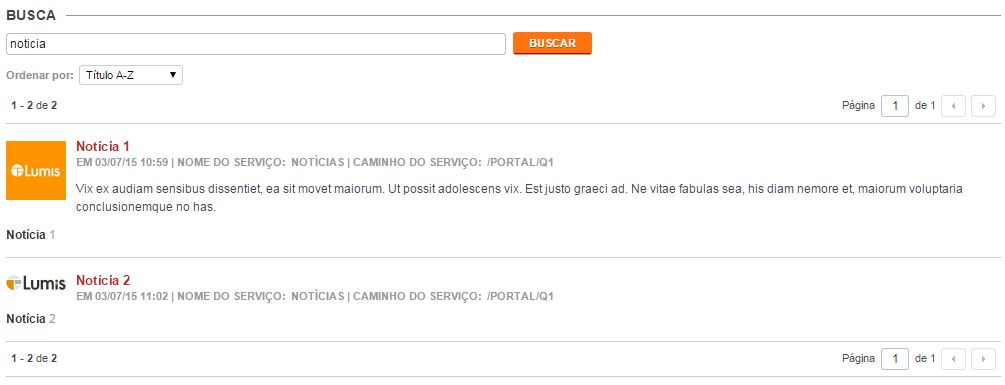 BUSCA
noticia BUSCAR
Ordenar por: Título A-Z
1 - 2 de 2 Página 1 de 1
Lumis
Notícia 1
EM 03/07/15 10:59 | NOME DO SERVIÇO: NOTÍCIAS | CAMINHO DO SERVIÇO: /PORTAL/Q1
Vix ex audiam sensibus dissentiet, ea sit movet maiorum. Ut possit adolescens vix. Est justo graeci ad. Ne vitae fabulas sea, his diam nemore et, maiorum voluptaria
conclusionemque no has.
Notícia 1
Lumis
Notícia 2
EM 03/07/15 11:02 | NOME DO SERVIÇO: NOTÍCIAS | CAMINHO DO SERVIÇO: /PORTAL/Q1
Notícia 2
1 - 2 de 2 Página 1 de 1